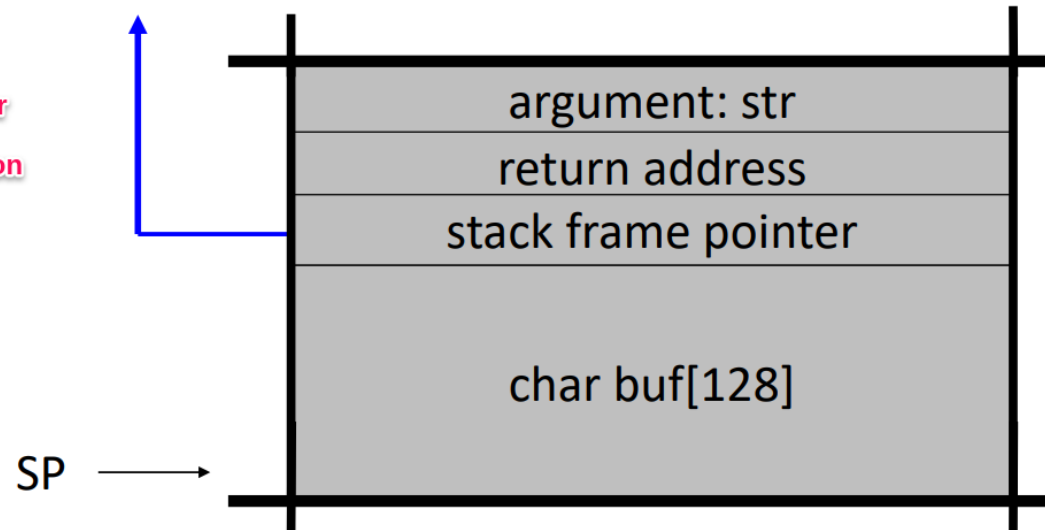 argument: str
return address
stack frame pointer
char buf[128]
SP